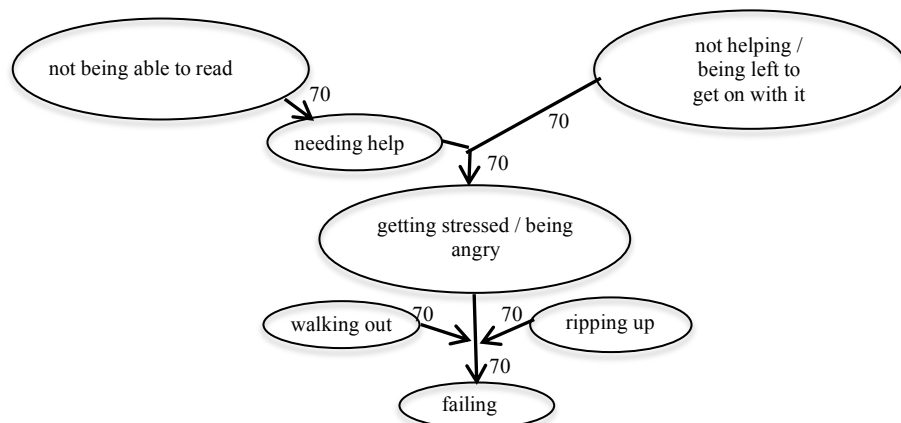 not being able to read
not helping /
being left to
get on with it
70
70
needing help
70
getting stressed / being
angry
70
70
walking out
ripping up
70
failing